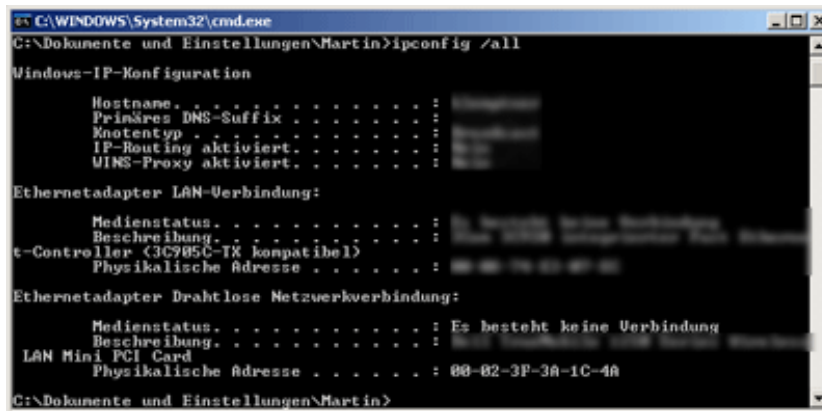 C:\WINDOWS\System32\cmd.exe
C:\Dokumente und Einstellungen\Martin>ipconfig /all
Windows-IP-Konfiguration
Hostname. . . . . . . . . . . . . :
Primäres DNS-Suffix . . . . . . . :
Knotentyp . . . . . . . . . . . . :
IP-Routing aktiviert. . . . . . . :
WINS-Proxy aktiviert. . . . . . . :
Ethernetadapter LAN-Verbindung:
Medienstatus. . . . . . . . . . . :
Beschreibung. . . . . . . . . . . :
t-Controller (3C905C-TX kompatibel)
Physikalische Adresse . . . . . . :
Ethernetadapter Drahtlose Netzwerkverbindung:
Medienstatus. . . . . . . . . . . : Es besteht keine Verbindung
Beschreibung. . . . . . . . . . . :
LAN Mini PCI Card
Physikalische Adresse . . . . . . : 00-02-3F-3A-1C-4A
C:\Dokumente und Einstellungen\Martin>